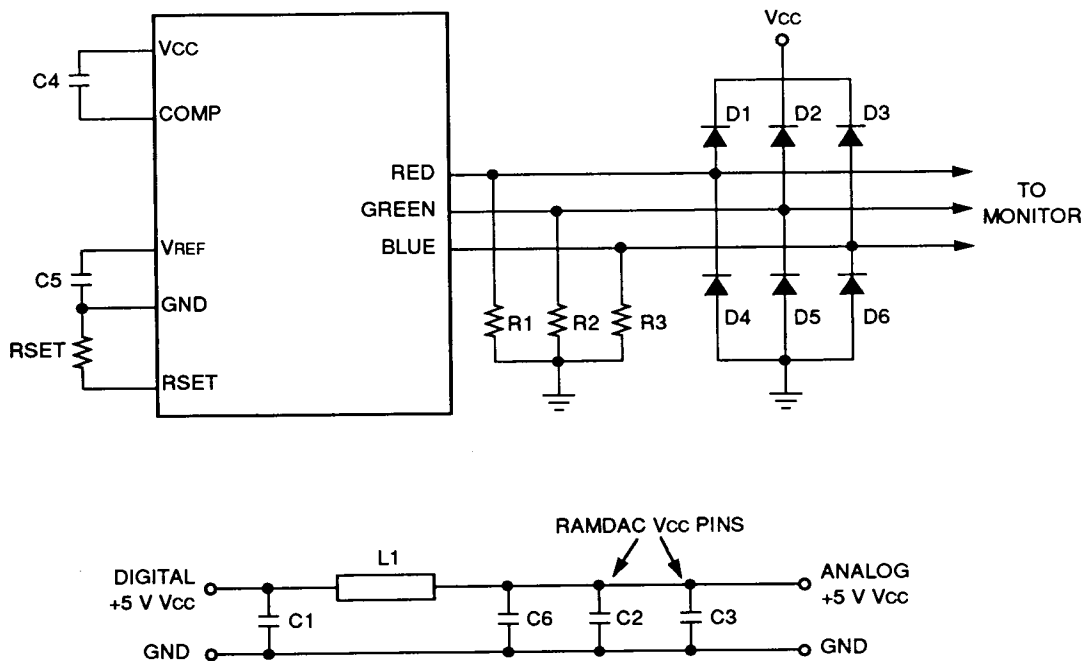 VCC
C4
VCC
COMP
D1 D2 D3
RED
GREEN
BLUE
TO
MONITOR
VREF
C5
GND
RSET
RSET
R1 R2 R3
D4 D5 D6
RAMDAC VCC PINS
L1
DIGITAL
+5 V VCC
C1 C6 C2 C3
ANALOG
+5 V VCC
GND
GND